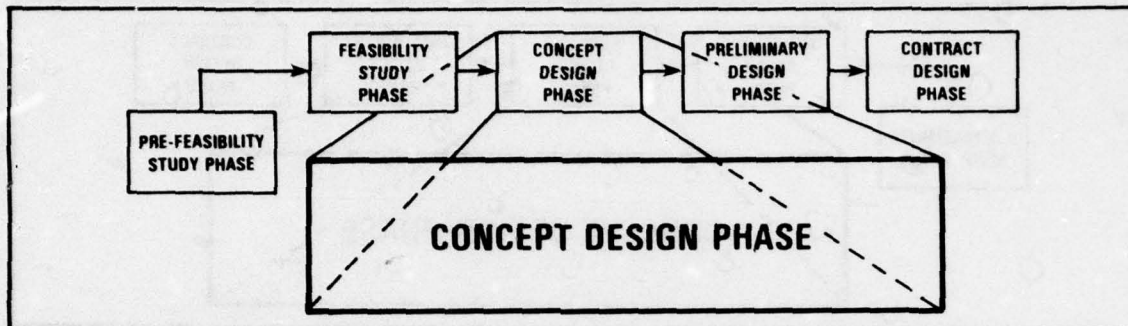 FEASIBILITY
STUDY
PHASE
CONCEPT
DESIGN
PHASE
PRELIMINARY
DESIGN
PHASE
CONTRACT
DESIGN
PHASE
PRE-FEASIBILITY
STUDY PHASE
CONCEPT DESIGN PHASE